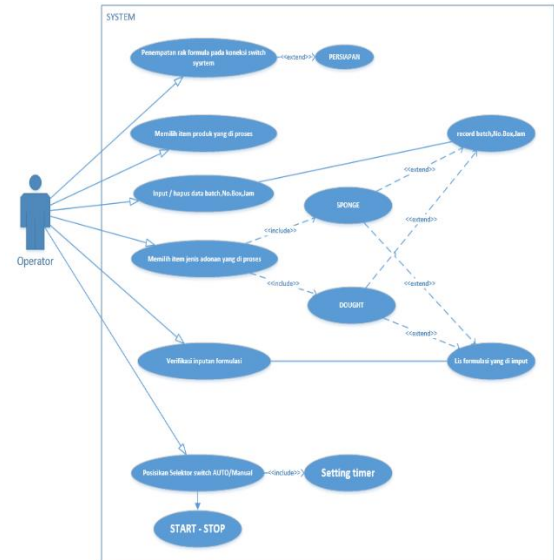 SYSTEM
Penempatan rak formula pada koneksi switch
system
<<extend>>
PERSIAPAN
Memilih item produk yang di proses
record batch,No.Box,Jam
Input / hapus data batch,No.Box,Jam
<<extend>>
SPONGE
<<include>>
<<extend>>
Operator
Memilih item jenis adonan yang di proses
<<extend>>
<<include>>
DOUGHT
<<extend>>
Verifikasi inputan formulasi
Lis formulasi yang di imput
Posisikan Selektor switch AUTO/Manual
<<include>>
Setting timer
START - STOP